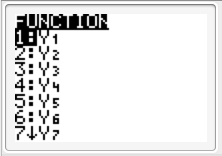 FUNCTION
1:Y₁
2:Y₂
3:Y₃
4:Y₄
5:Y₅
6:Y₆
7↓Y₇